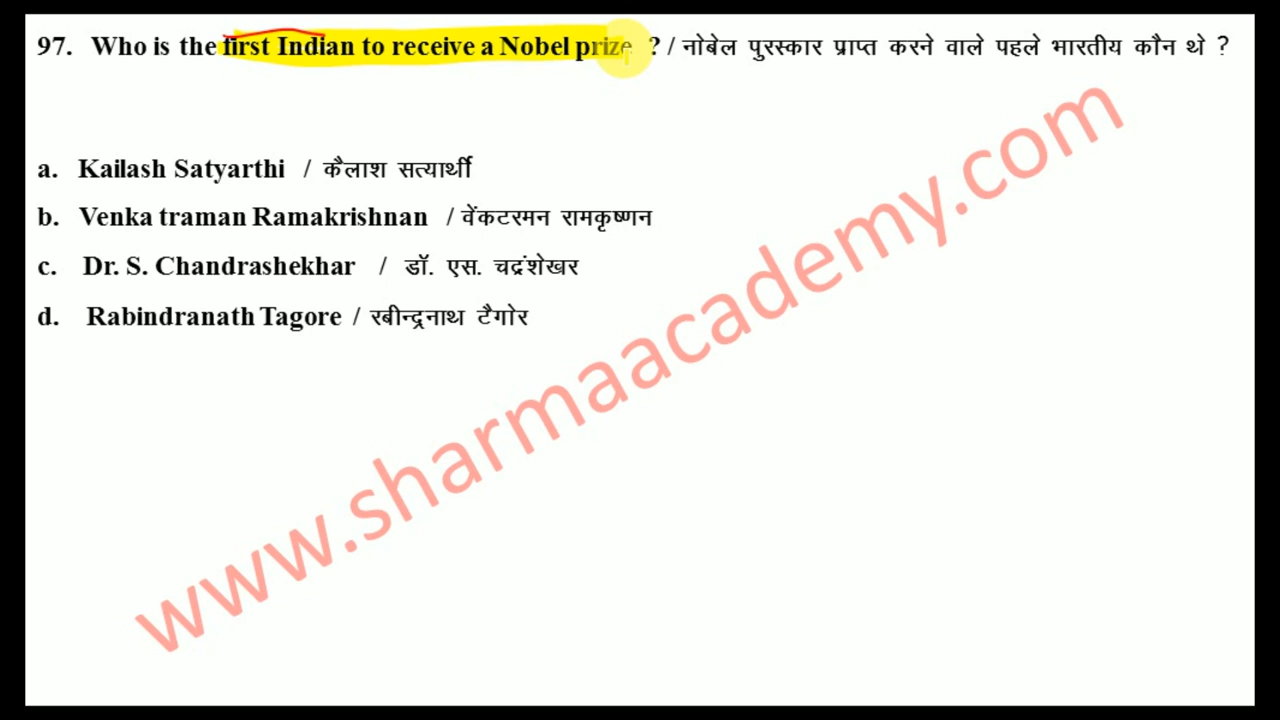 97. Who is the first Indian to receive a Nobel prize ? / नोबेल पुरस्कार प्राप्त करने वाले पहले भारतीय कौन थे ?
a. Kailash Satyarthi / कैलाश सत्यार्थी
b. Venka traman Ramakrishnan / वेंकटरमन रामकृष्णन
c. Dr. S. Chandrashekhar / डॉ. एस. चद्रंशेखर
d. Rabindranath Tagore / रबीन्द्रनाथ टैगोर
www.sharmaacademy.com